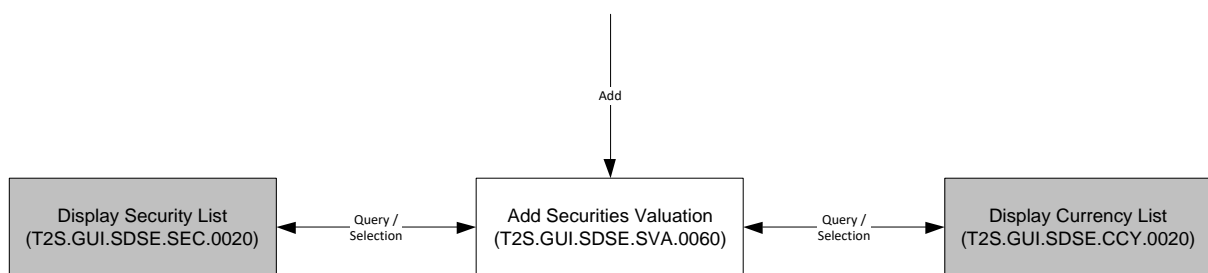 Add
Display Security List
(T2S.GUI.SDSE.SEC.0020)
Query /
Selection
Add Securities Valuation
(T2S.GUI.SDSE.SVA.0060)
Query /
Selection
Display Currency List
(T2S.GUI.SDSE.CCY.0020)